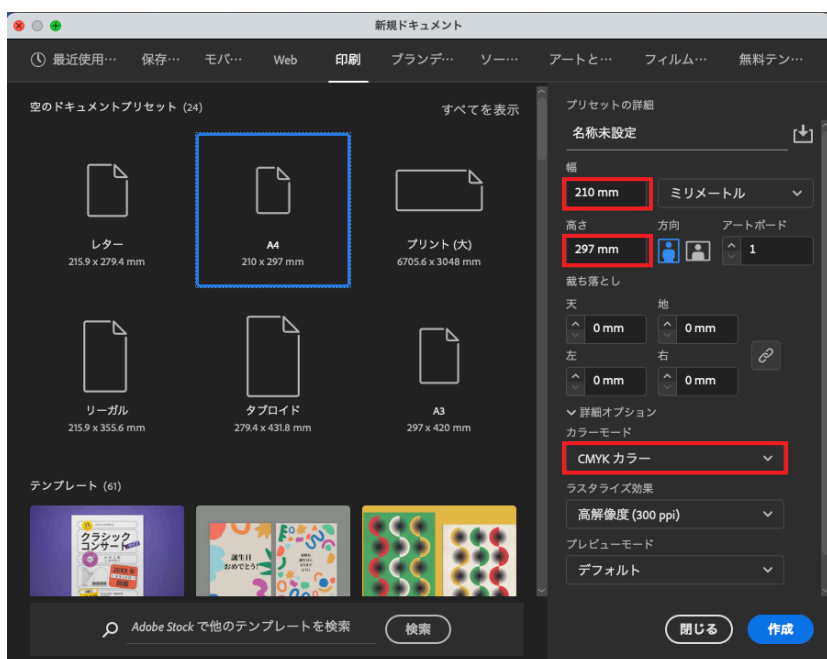 新規ドキュメント
最近使用… 保存… モバ… Web 印刷 ブランデ… ソー… アートと… フィルム… 無料テン…
空のドキュメントプリセット (24) すべてを表示
レター
215.9 x 279.4 mm
A4
210 x 297 mm
プリント (大)
6705.6 x 3048 mm
リーガル
215.9 x 355.6 mm
タブロイド
279.4 x 431.8 mm
A3
297 x 420 mm
テンプレート (61)
クラシック
コンサート
20XX 年
誕生日
おめでとう!
Adobe Stock で他のテンプレートを検索 検索
プリセットの詳細
名称未設定
幅
210 mm ミリメートル
高さ 方向 アートボード
297 mm 1
裁ち落とし
天 地
0 mm 0 mm
左 右
0 mm 0 mm
詳細オプション
カラーモード
CMYK カラー
ラスタライズ効果
高解像度 (300 ppi)
プレビューモード
デフォルト
閉じる 作成